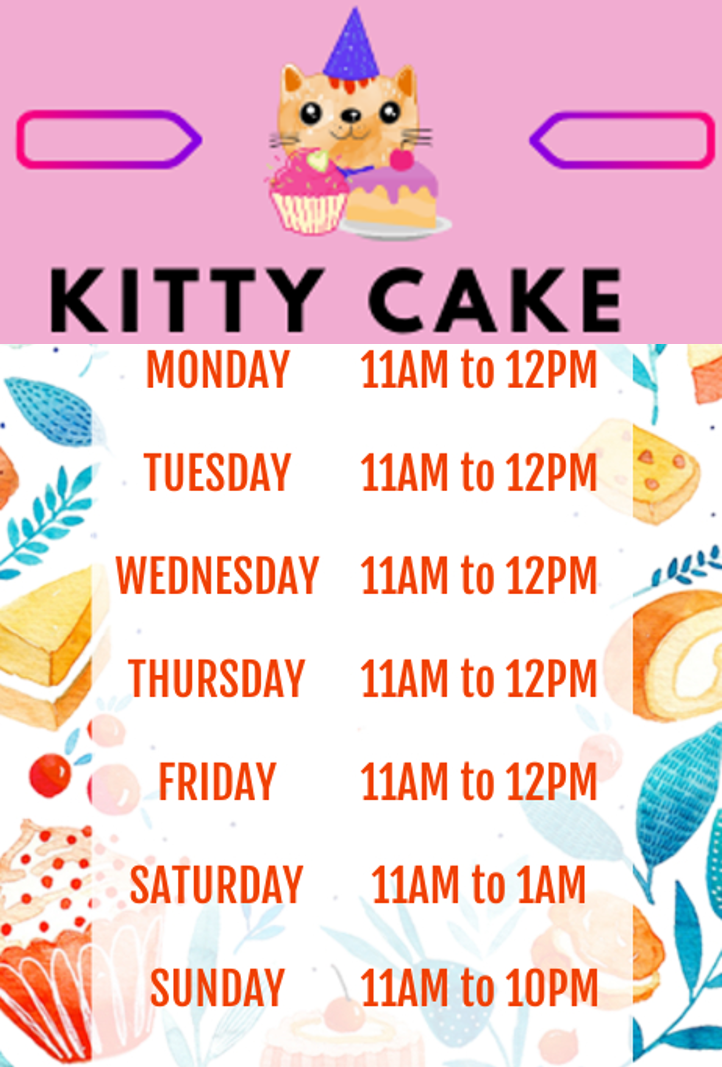 KITTY CAKE
MONDAY 11AM to 12PM
TUESDAY 11AM to 12PM
WEDNESDAY 11AM to 12PM
THURSDAY 11AM to 12PM
FRIDAY 11AM to 12PM
SATURDAY 11AM to 1AM
SUNDAY 11AM to 10PM